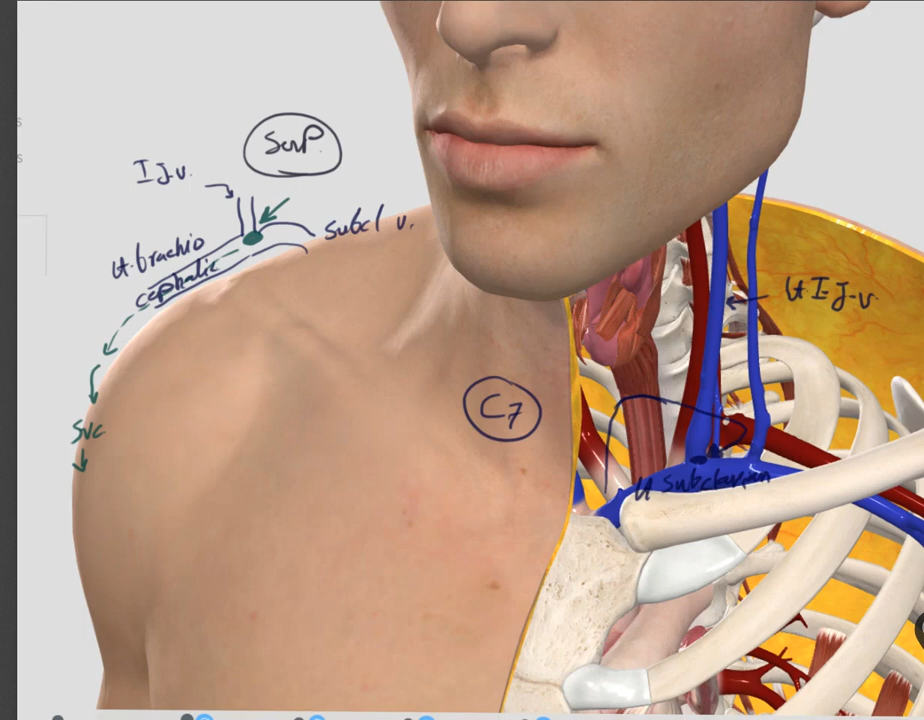 s
s
SUP.
I J.V.
subcl v.
Lt. brachio
cephalic
Lt I-J-V.
C7
SVC
Lt subclavian